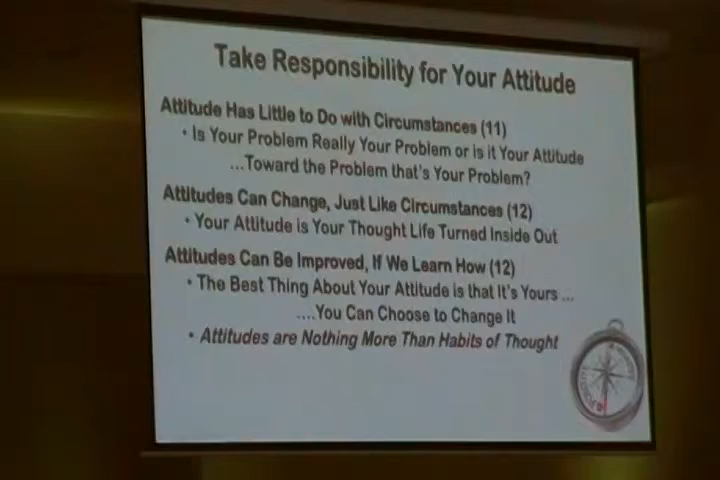 Take Responsibility for Your Attitude
Attitude Has Little to Do with Circumstances (11)
• Is Your Problem Really Your Problem or is it Your Attitude
...Toward the Problem that's Your Problem?
Attitudes Can Change, Just Like Circumstances (12)
• Your Attitude is Your Thought Life Turned Inside Out
Attitudes Can Be Improved, If We Learn How (12)
• The Best Thing About Your Attitude is that It's Yours ...
....You Can Choose to Change It
• Attitudes are Nothing More Than Habits of Thought